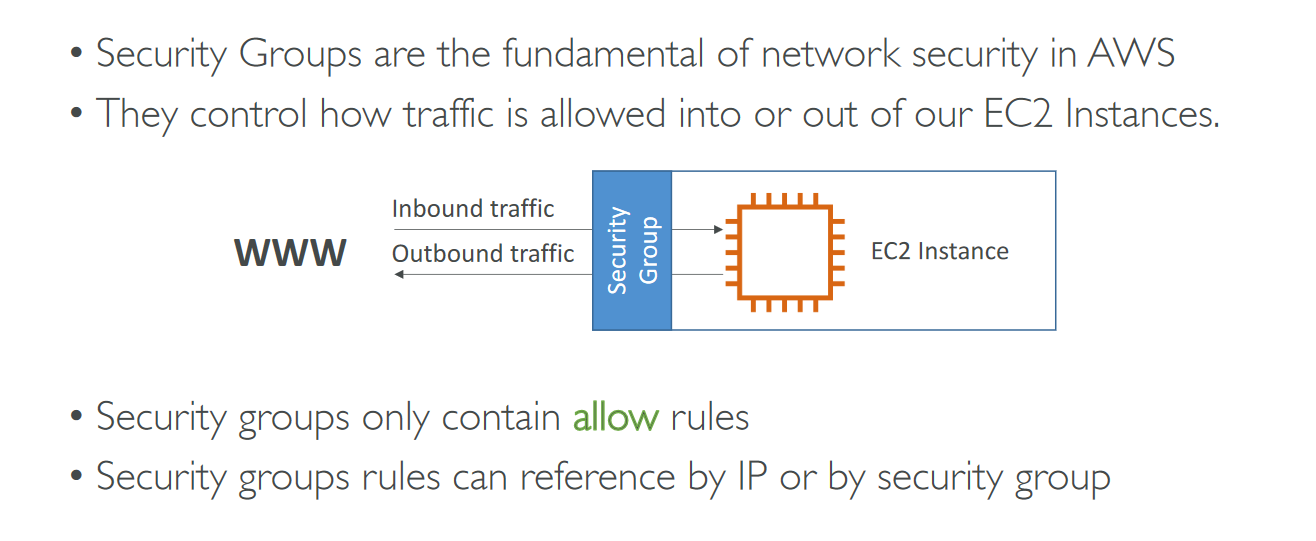 • Security Groups are the fundamental of network security in AWS
• They control how traffic is allowed into or out of our EC2 Instances.
Inbound traffic
WWW
Outbound traffic
Security
Group
EC2 Instance
• Security groups only contain allow rules
• Security groups rules can reference by IP or by security group